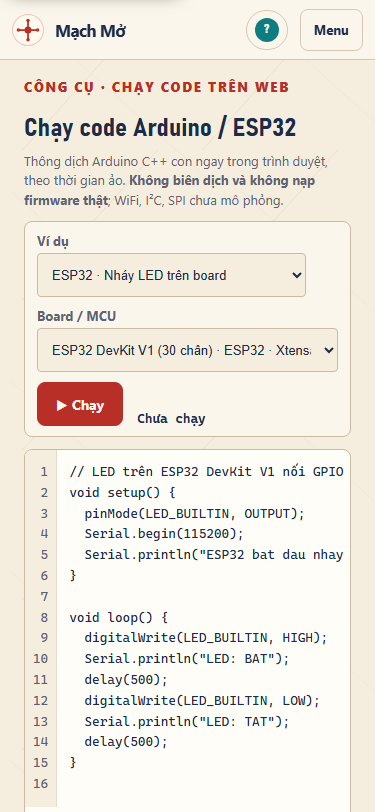 Mạch Mở
?
Menu
CÔNG CỤ · CHẠY CODE TRÊN WEB
Chạy code Arduino / ESP32
Thông dịch Arduino C++ con ngay trong trình duyệt,
theo thời gian ảo. Không biên dịch và không nạp
firmware thật; WiFi, I²C, SPI chưa mô phỏng.
Ví dụ
ESP32 · Nháy LED trên board
Board / MCU
ESP32 DevKit V1 (30 chân) · ESP32 · Xtens
▶ Chạy
Chưa chạy
1 // LED trên ESP32 DevKit V1 nối GPIO
2 void setup() {
3   pinMode(LED_BUILTIN, OUTPUT);
4   Serial.begin(115200);
5   Serial.println("ESP32 bat dau nhay
6 }
7
8 void loop() {
9   digitalWrite(LED_BUILTIN, HIGH);
10   Serial.println("LED: BAT");
11   delay(500);
12   digitalWrite(LED_BUILTIN, LOW);
13   Serial.println("LED: TAT");
14   delay(500);
15 }
16